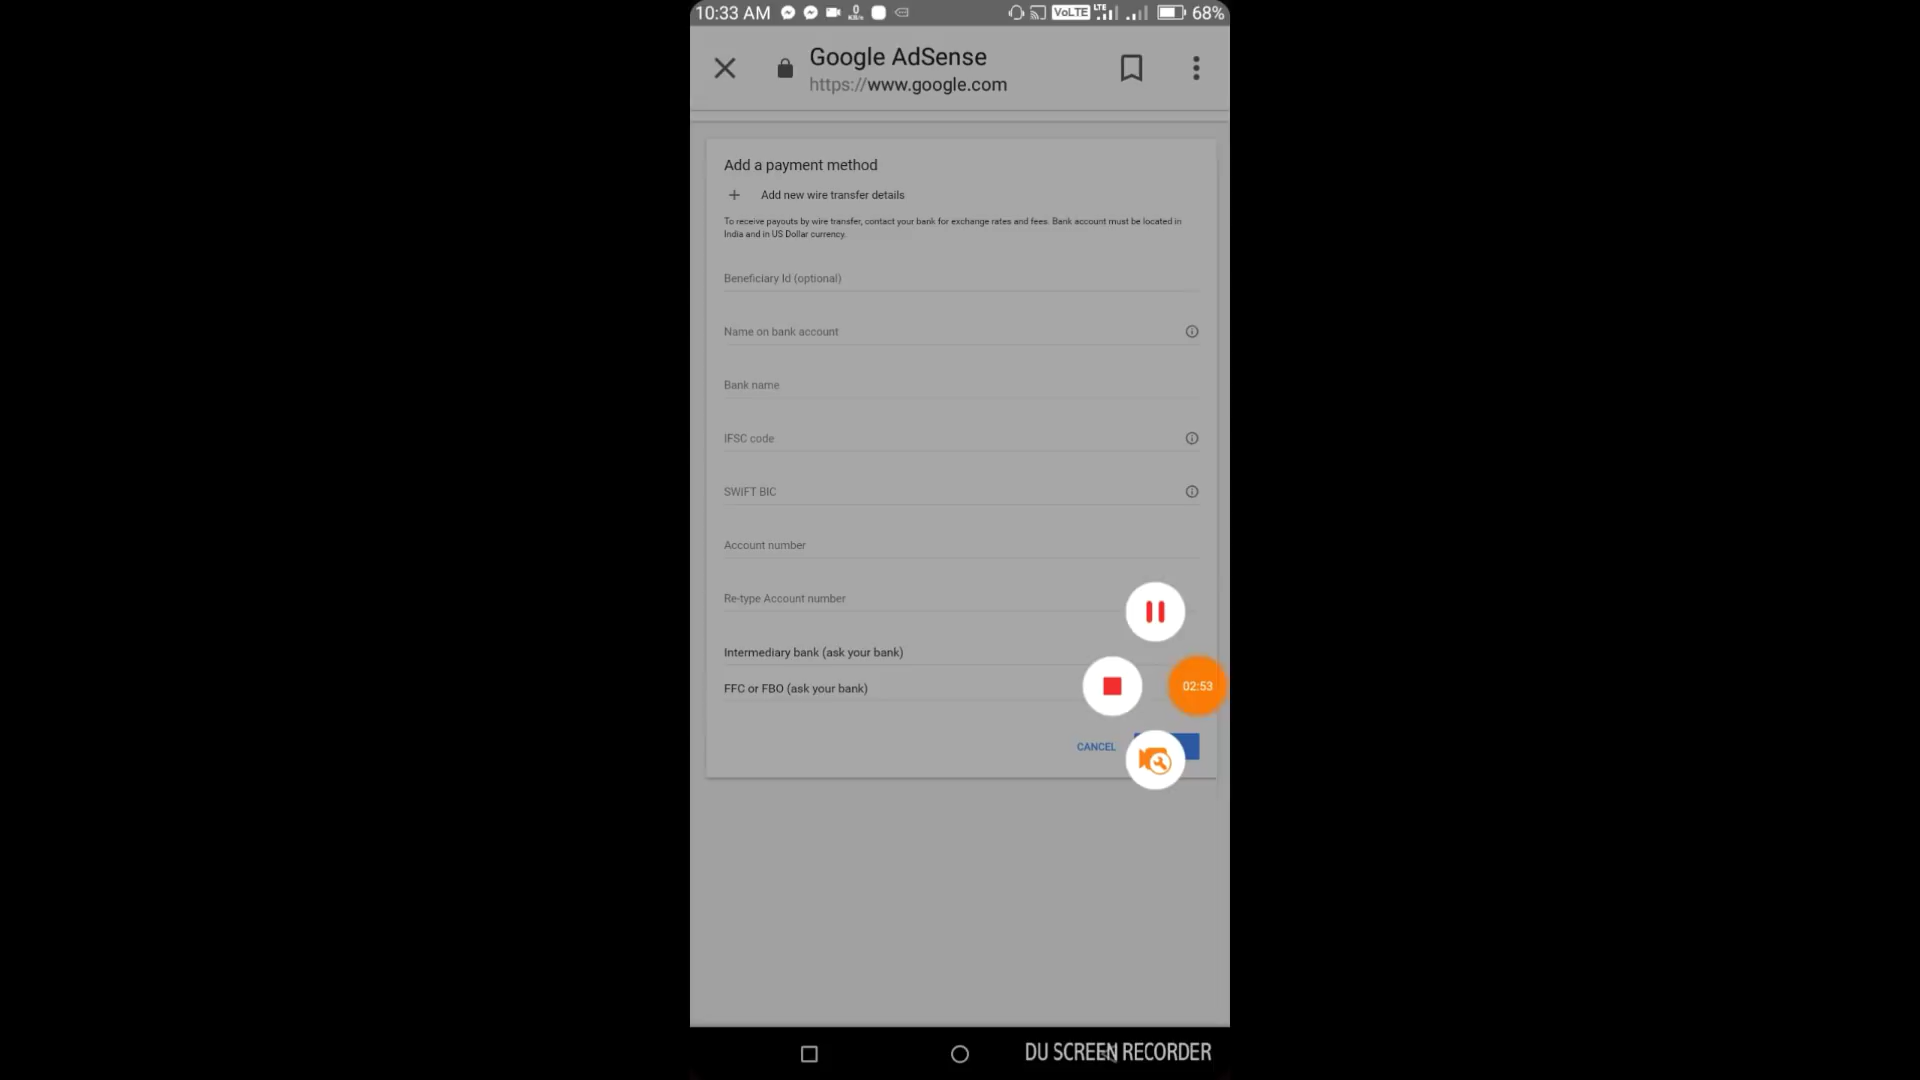 10:33 AM
0
KB/s
VoLTE
LTE
68%
Google AdSense
https://www.google.com
Add a payment method
+ Add new wire transfer details
To receive payouts by wire transfer, contact your bank for exchange rates and fees. Bank account must be located in
India and in US Dollar currency.
Beneficiary Id (optional)
Name on bank account
Bank name
IFSC code
SWIFT BIC
Account number
Re-type Account number
Intermediary bank (ask your bank)
FFC or FBO (ask your bank)
02:53
CANCEL
DU SCREEN RECORDER